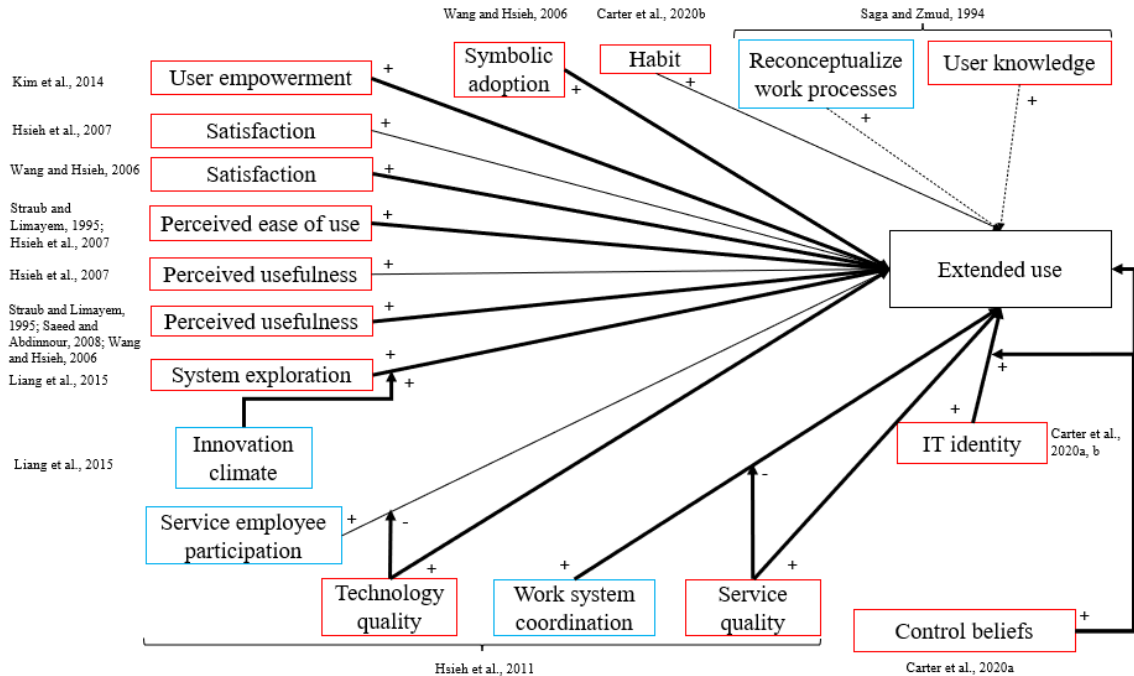 Wang and Hsieh, 2006
Carter et al., 2020b
Saga and Zmud, 1994
Kim et al., 2014
User empowerment
+
Symbolic
adoption
+
Habit
+
Reconceptualize
work processes
+
User knowledge
+
Hsieh et al., 2007
Satisfaction
+
Wang and Hsieh, 2006
Satisfaction
+
Straub and
Limayem, 1995;
Hsieh et al., 2007
Perceived ease of use
+
Hsieh et al., 2007
Perceived usefulness
+
Extended use
Straub and Limayem,
1995; Saeed and
Abdinnour, 2008; Wang
and Hsieh, 2006
Perceived usefulness
+
Liang et al., 2015
System exploration
+
+
Liang et al., 2015
Innovation
climate
+
+
IT identity
Carter et al.,
2020a, b
Service employee
participation
+
-
-
Technology
quality
+
Work system
coordination
+
Service
quality
+
Control beliefs
+
Hsieh et al., 2011
Carter et al., 2020a